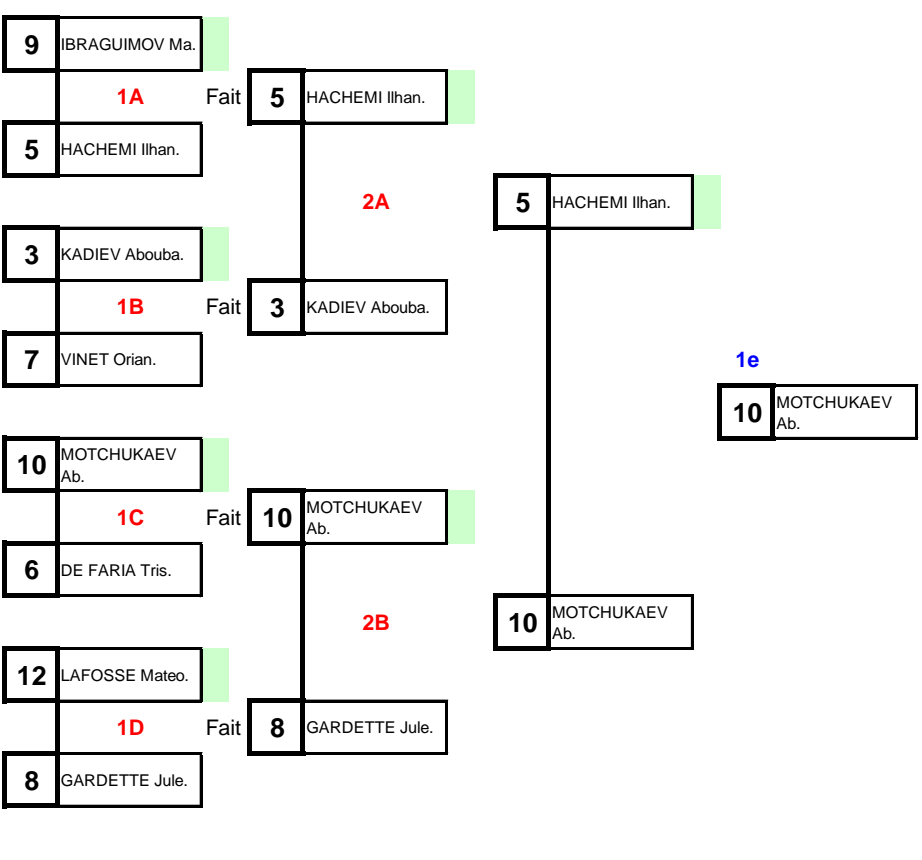 9 IBRAGUIMOV Ma.
1A Fait
5 HACHEMI Ilhan.
5 HACHEMI Ilhan.
2A
5 HACHEMI Ilhan.
3 KADIEV Abouba.
1B Fait
3 KADIEV Abouba.
7 VINET Orian.
1e
10 MOTCHUKAEV
Ab.
10 MOTCHUKAEV
Ab.
1C Fait
10 MOTCHUKAEV
Ab.
6 DE FARIA Tris.
2B
10 MOTCHUKAEV
Ab.
12 LAFOSSE Mateo.
1D Fait
8 GARDETTE Jule.
8 GARDETTE Jule.